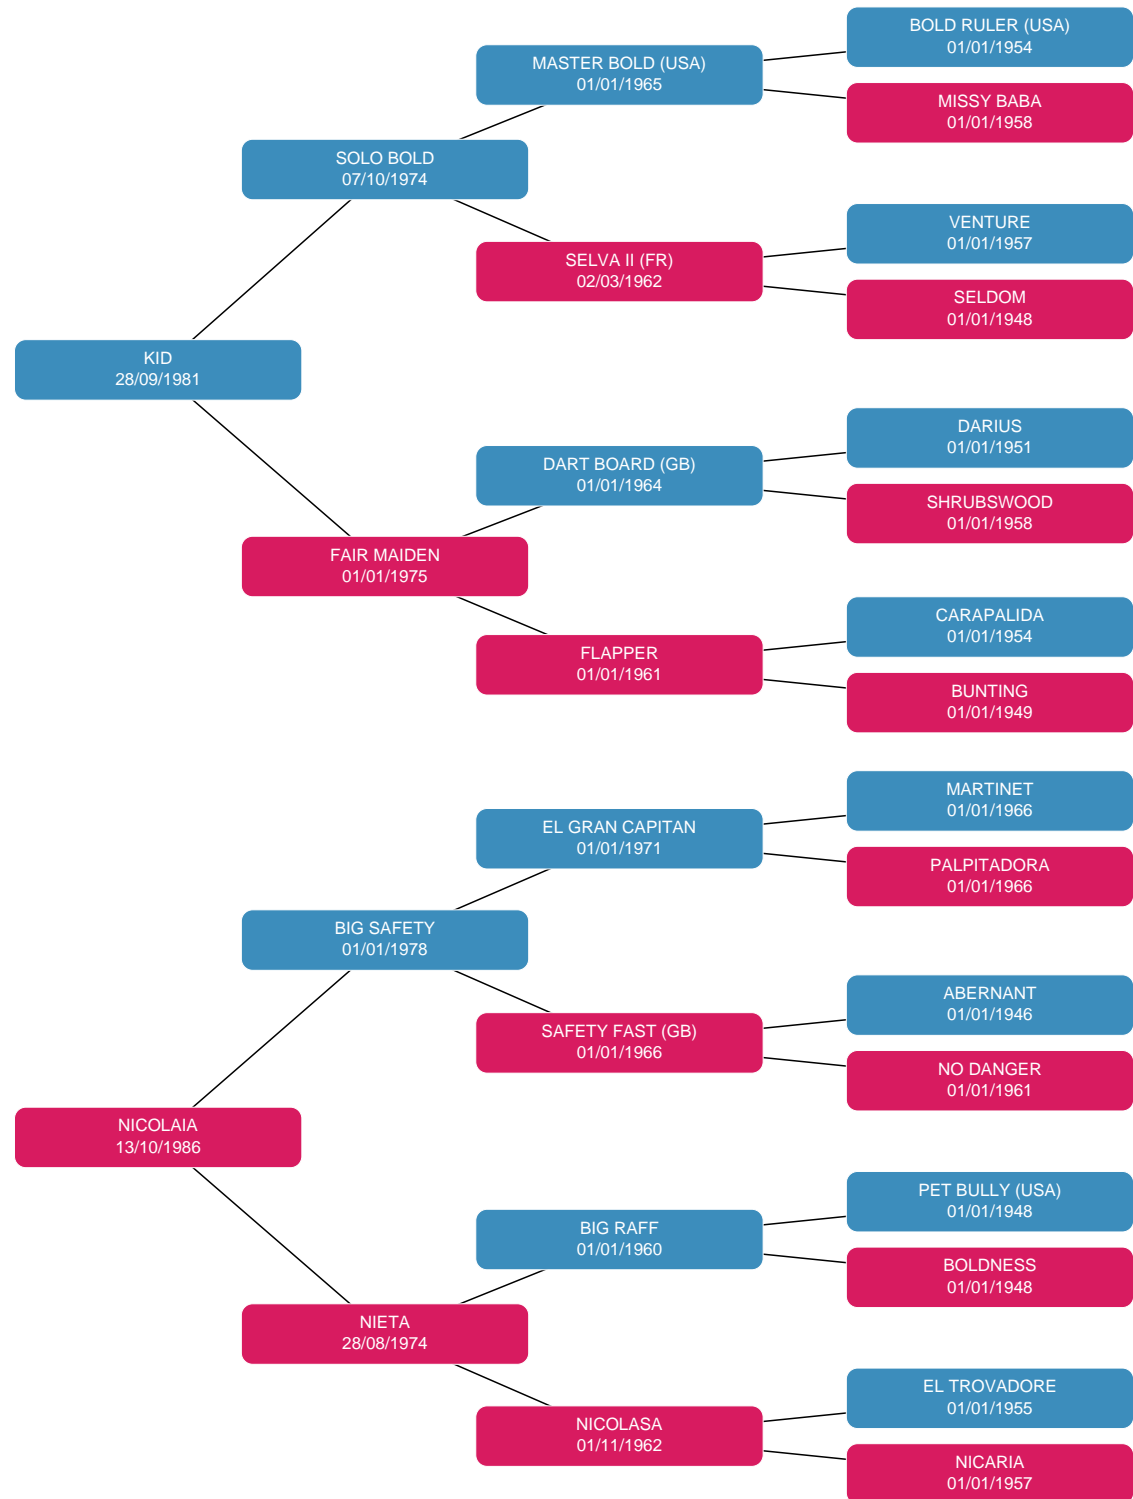 BOLD RULER (USA)
01/01/1954
MASTER BOLD (USA)
01/01/1965
MISSY BABA
01/01/1958
SOLO BOLD
07/10/1974
VENTURE
01/01/1957
SELVA II (FR)
02/03/1962
SELDOM
01/01/1948
KID
28/09/1981
DARIUS
01/01/1951
DART BOARD (GB)
01/01/1964
SHRUBSWOOD
01/01/1958
FAIR MAIDEN
01/01/1975
CARAPALIDA
01/01/1954
FLAPPER
01/01/1961
BUNTING
01/01/1949
MARTINET
01/01/1966
EL GRAN CAPITAN
01/01/1971
PALPITADORA
01/01/1966
BIG SAFETY
01/01/1978
ABERNANT
01/01/1946
SAFETY FAST (GB)
01/01/1966
NO DANGER
01/01/1961
NICOLAIA
13/10/1986
PET BULLY (USA)
01/01/1948
BIG RAFF
01/01/1960
BOLDNESS
01/01/1948
NIETA
28/08/1974
EL TROVADORE
01/01/1955
NICOLASA
01/11/1962
NICARIA
01/01/1957